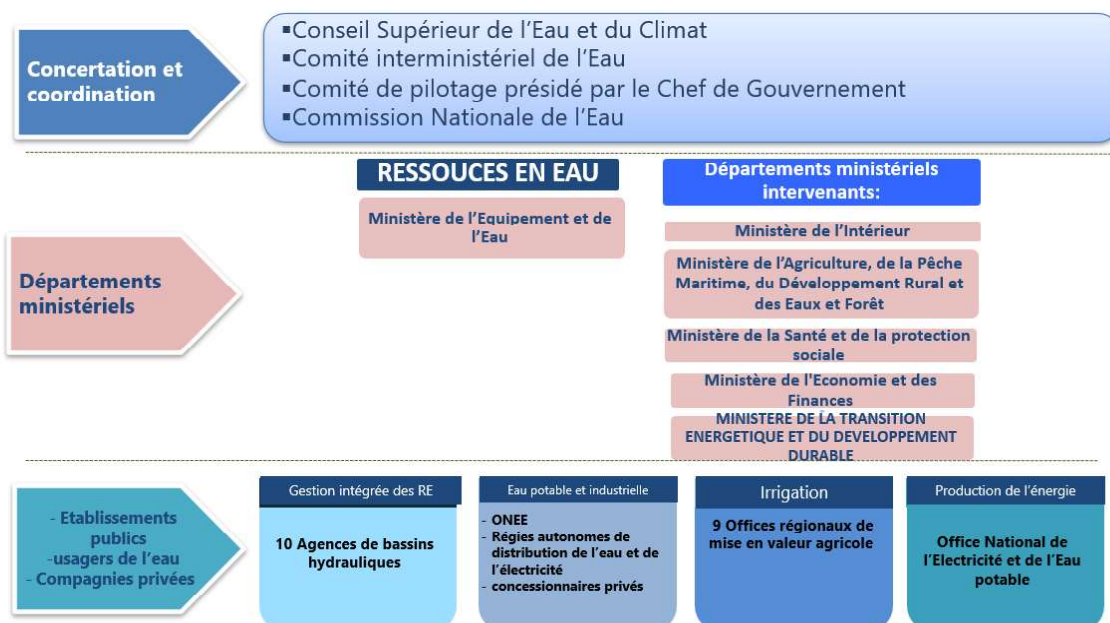 Concertation et
coordination
▪Conseil Supérieur de l’Eau et du Climat
▪Comité interministériel de l’Eau
▪Comité de pilotage présidé par le Chef de Gouvernement
▪Commission Nationale de l’Eau
Départements
ministériels
RESSOUCES EN EAU
Ministère de l’Equipement et de
l’Eau
Départements ministériels
intervenants:
Ministère de l’Intérieur
Ministère de l’Agriculture, de la Pêche
Maritime, du Développement Rural et
des Eaux et Forêt
Ministère de la Santé et de la protection
sociale
Ministère de l'Economie et des
Finances
MINISTERE DE LA TRANSITION
ENERGETIQUE ET DU DEVELOPPEMENT
DURABLE
- Etablissements
publics
-usagers de l’eau
- Compagnies privées
Gestion intégrée des RE
10 Agences de bassins
hydrauliques
Eau potable et industrielle
- ONEE
- Régies autonomes de
distribution de l’eau et de
l’électricité
- concessionnaires privés
Irrigation
9 Offices régionaux de
mise en valeur agricole
Production de l’énergie
Office National de
l’Electricité et de l’Eau
potable